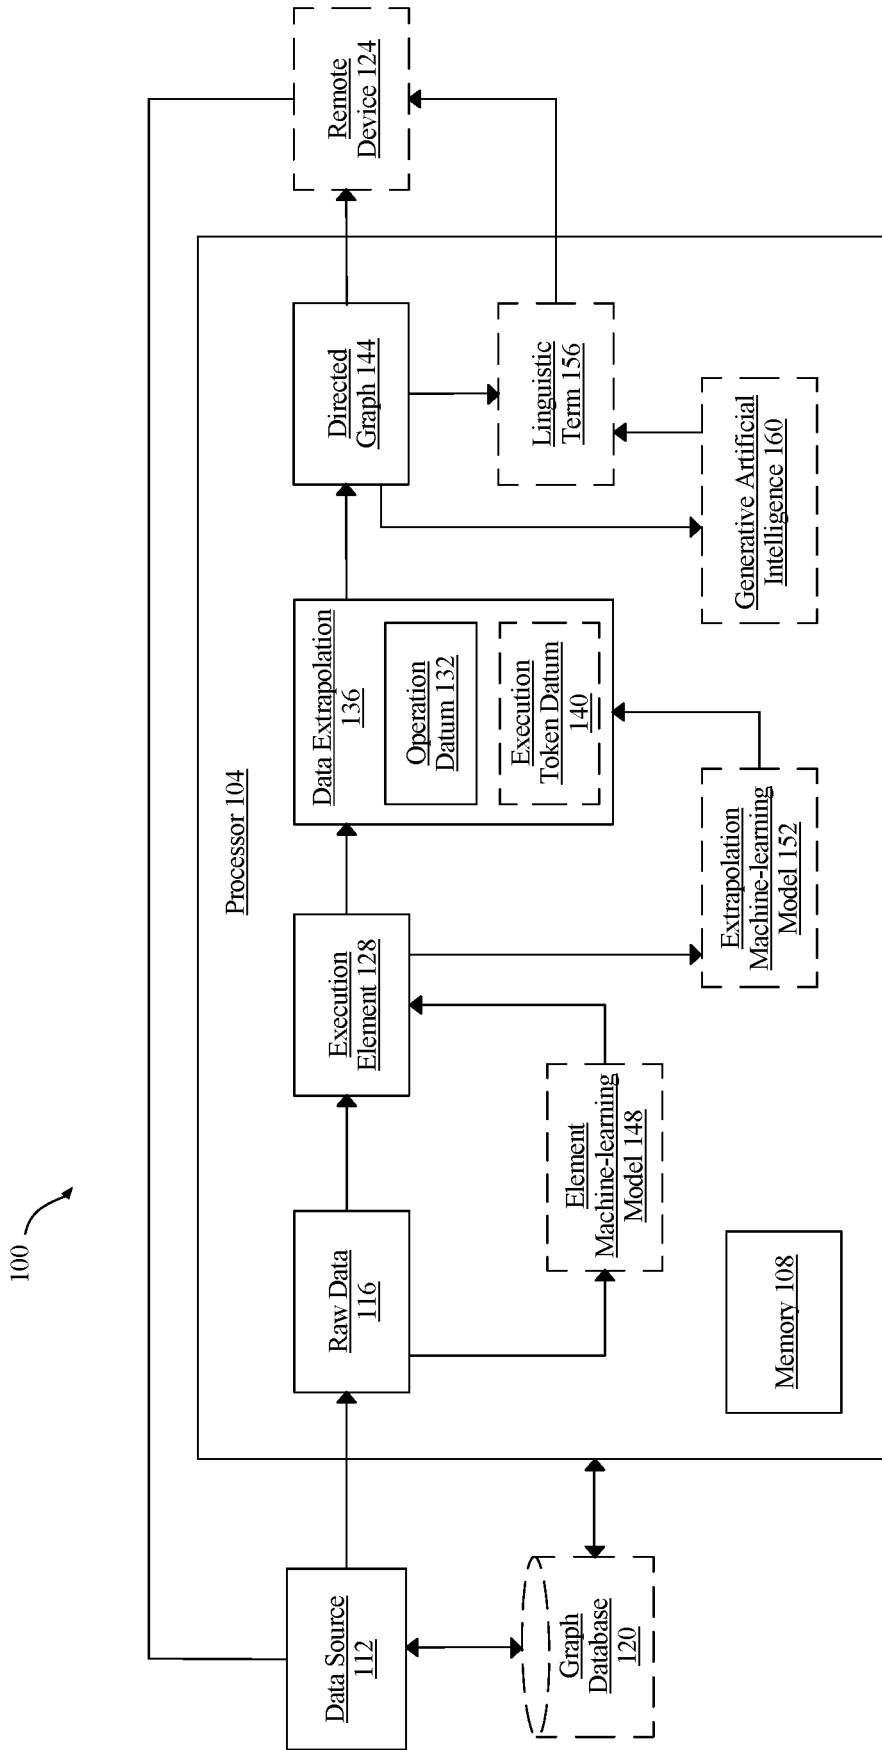 100
Processor 104
Data Source
112
Graph
Database
120
Raw Data
116
Execution
Element 128
Data Extrapolation
136
Operation
Datum 132
Execution
Token Datum
140
Directed
Graph 144
Remote
Device 124
Linguistic
Term 156
Element
Machine-learning
Model 148
Extrapolation
Machine-learning
Model 152
Generative Artificial
Intelligence 160
Memory 108